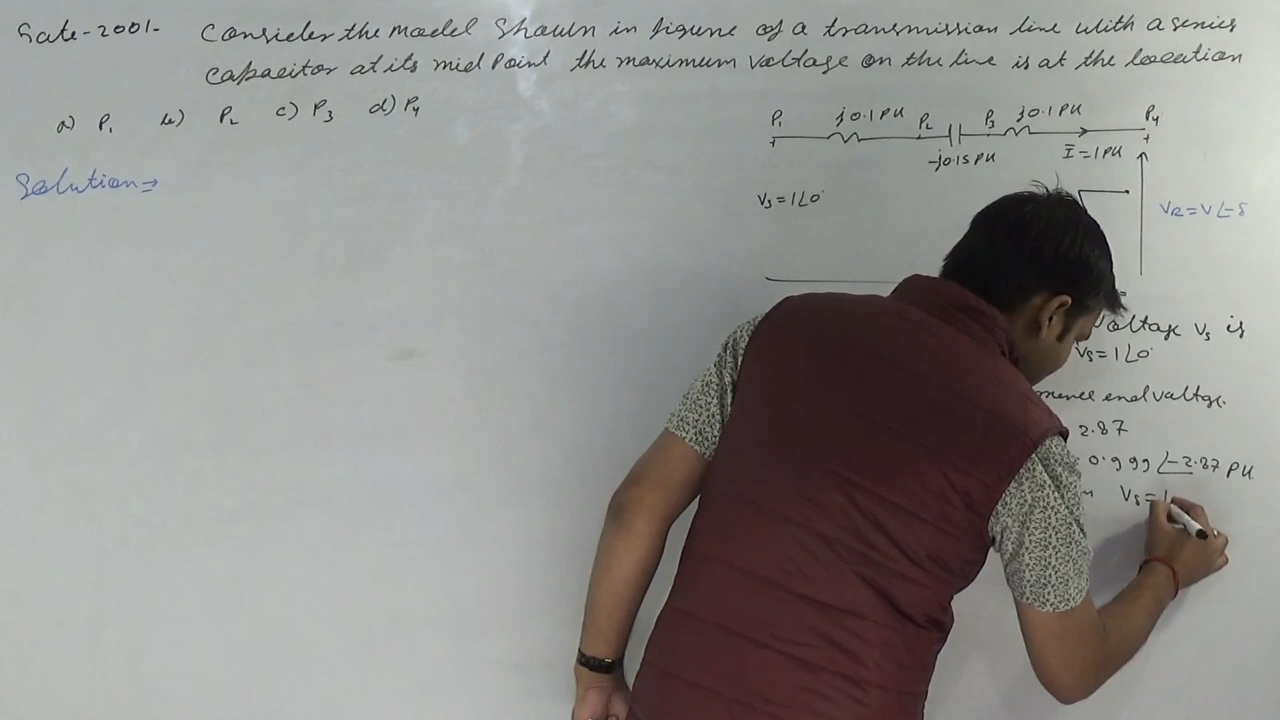 Gate-2001- Consider the model shown in figure of a transmission line with a series
capacitor at its mid point the maximum voltage on the line is at the location
a) P1 b) P2 c) P3 d) P4
Solution⇒
P1 j0.1PU P2 P3 j0.1PU P4
-j0.15PU I̅=1PU
Vs=1∠0°
VR=V∠-δ
Voltage Vs is
Vs=1∠0°
end voltage.
2.87
0.999∠-2.87 PU
Vs=1